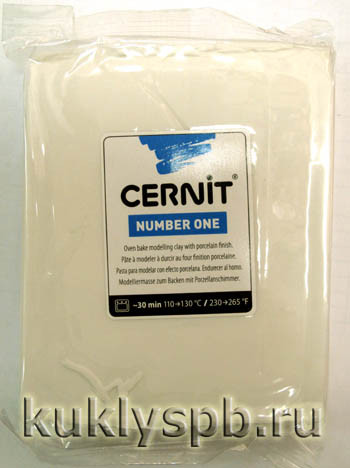 CERNIT®
NUMBER ONE
Oven bake modelling clay with porcelain finish.
Pâte à modeler à durcir au four finition porcelaine.
Pasta para modelar con efecto porcelana. Endurecer al horno.
Modelliermasse zum Backen mit Porzellanschimmer.
~30 min 110→130 °C / 230→265 °F
kuklyspb.ru